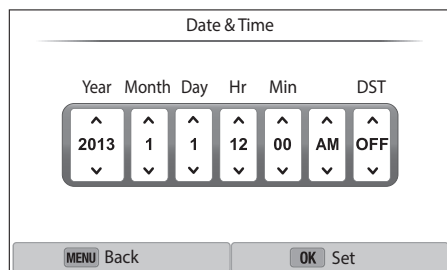 Date & Time
Year Month Day Hr Min DST
2013 1 1 12 00 AM OFF
MENU Back OK Set